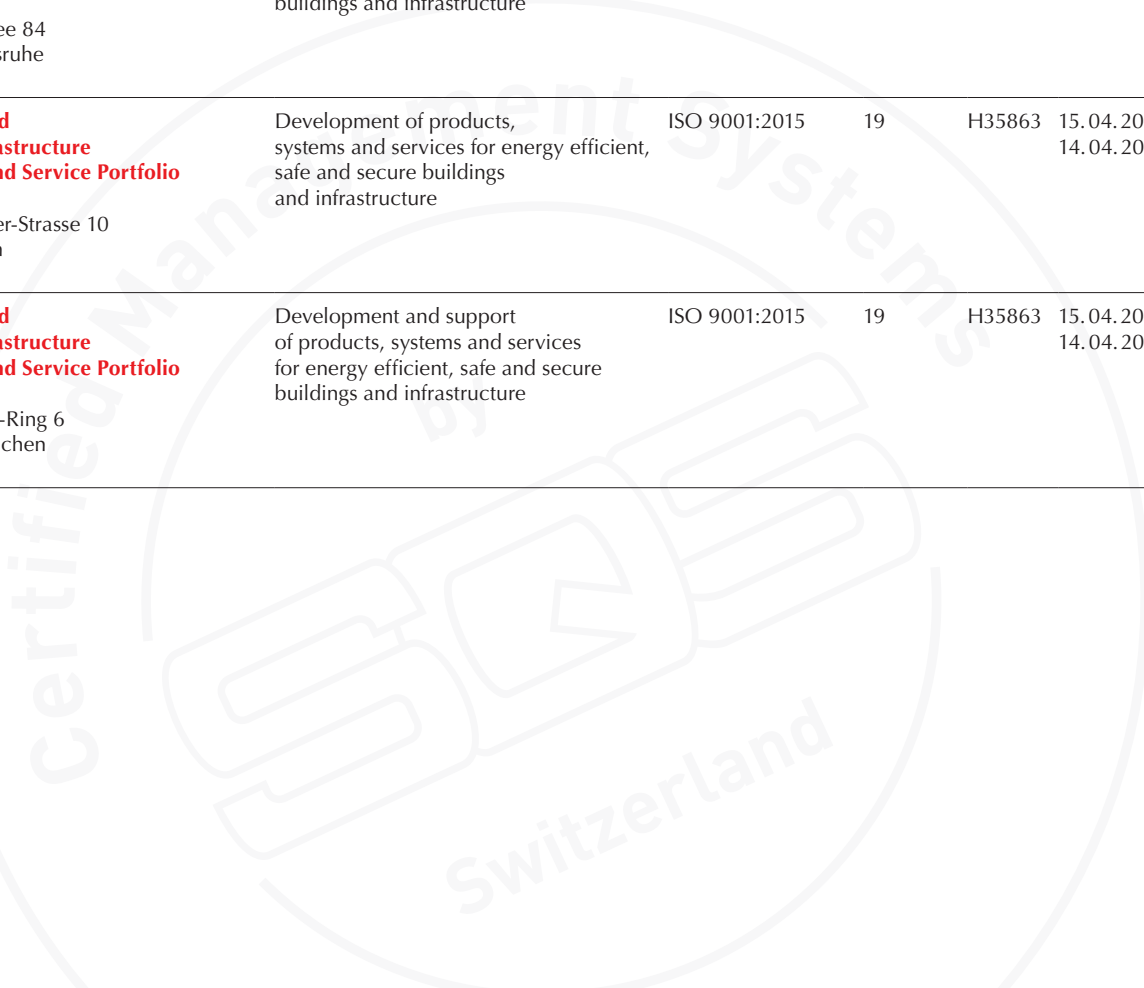 buildings and infrastructure
ee 84
sruhe
d
astructure
nd Service Portfolio
er-Strasse 10
n
Development of products,
systems and services for energy efficient,
safe and secure buildings
and infrastructure
ISO 9001:2015
19
H35863
15.04.20
14.04.20
d
astructure
nd Service Portfolio
-Ring 6
chen
Development and support
of products, systems and services
for energy efficient, safe and secure
buildings and infrastructure
ISO 9001:2015
19
H35863
15.04.20
14.04.20
Certified Management Systems
by
SQS
Switzerland